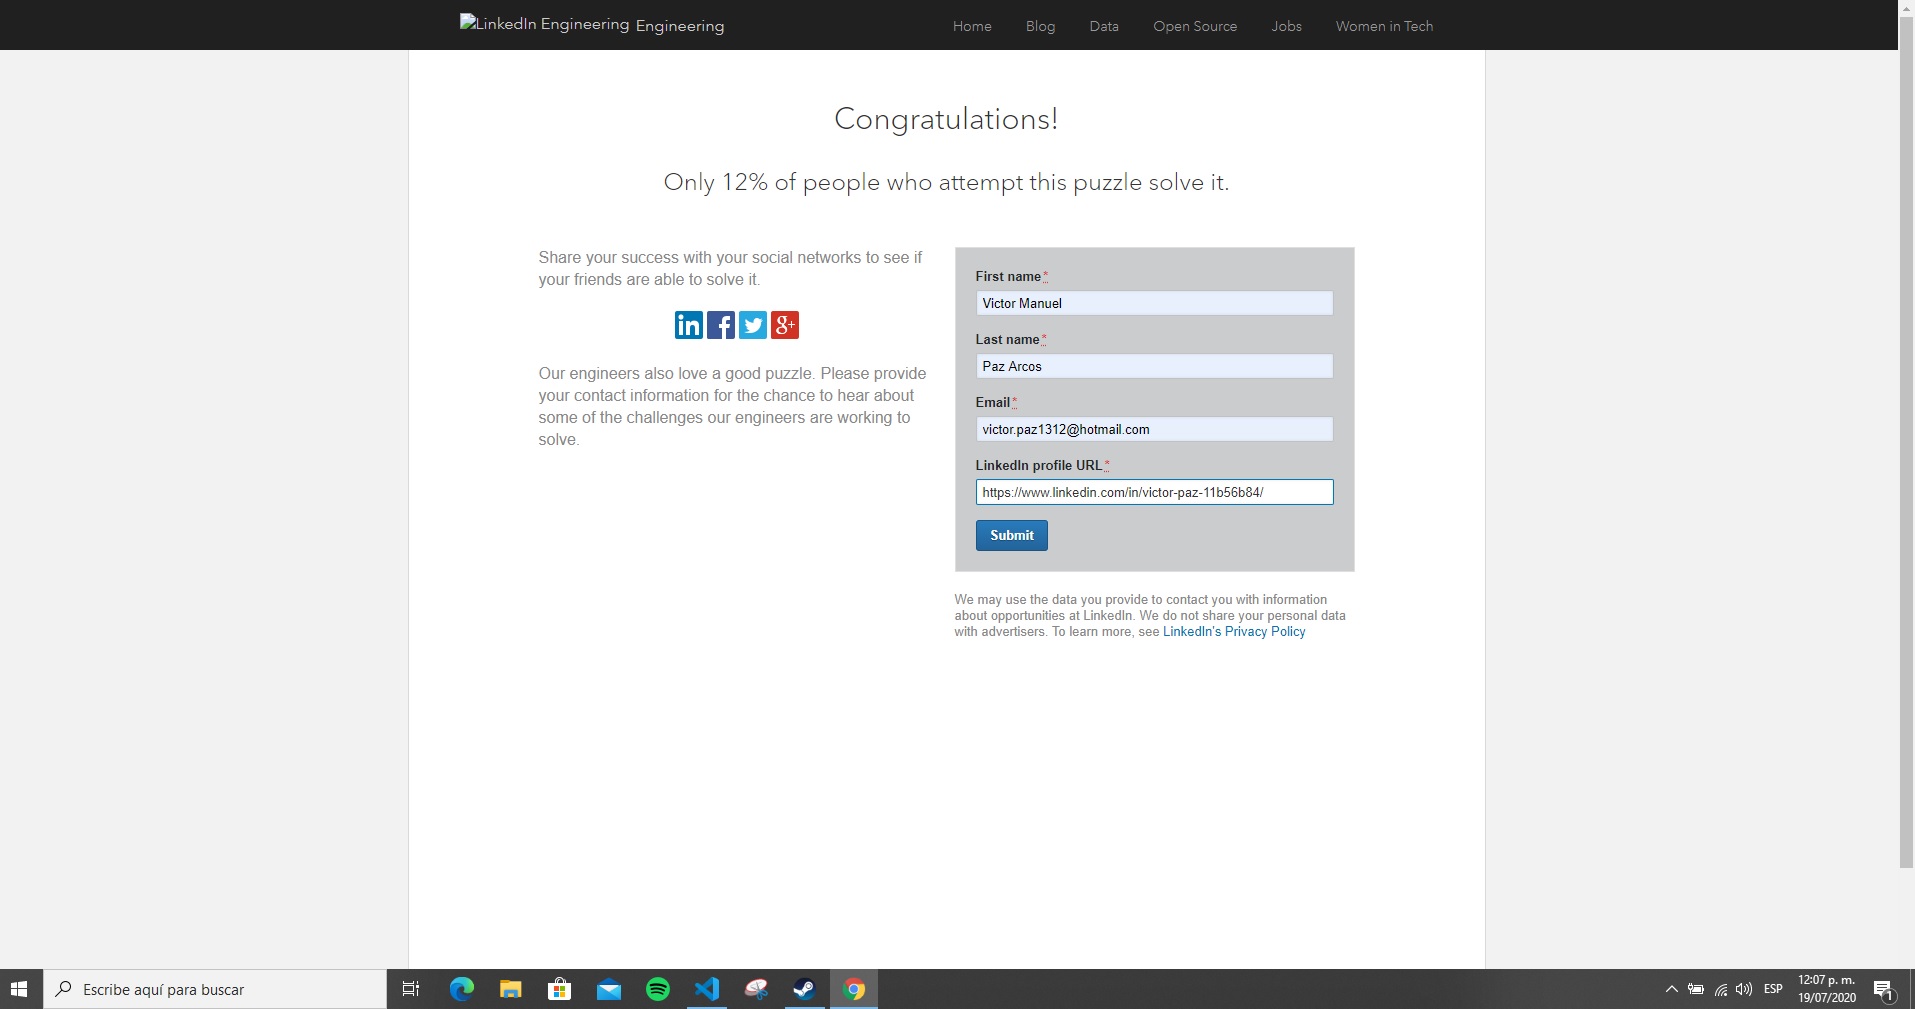 LinkedIn Engineering Engineering Home Blog Data Open Source Jobs Women in Tech
Congratulations!
Only 12% of people who attempt this puzzle solve it.
Share your success with your social networks to see if
your friends are able to solve it.
in f g+
Our engineers also love a good puzzle. Please provide
your contact information for the chance to hear about
some of the challenges our engineers are working to
solve.
First name*
Victor Manuel
Last name*
Paz Arcos
Email*
victor.paz1312@hotmail.com
LinkedIn profile URL*
https://www.linkedin.com/in/victor-paz-11b56b84/
Submit
We may use the data you provide to contact you with information
about opportunities at LinkedIn. We do not share your personal data
with advertisers. To learn more, see LinkedIn's Privacy Policy
Escribe aquí para buscar
ESP
12:07 p. m.
19/07/2020
1